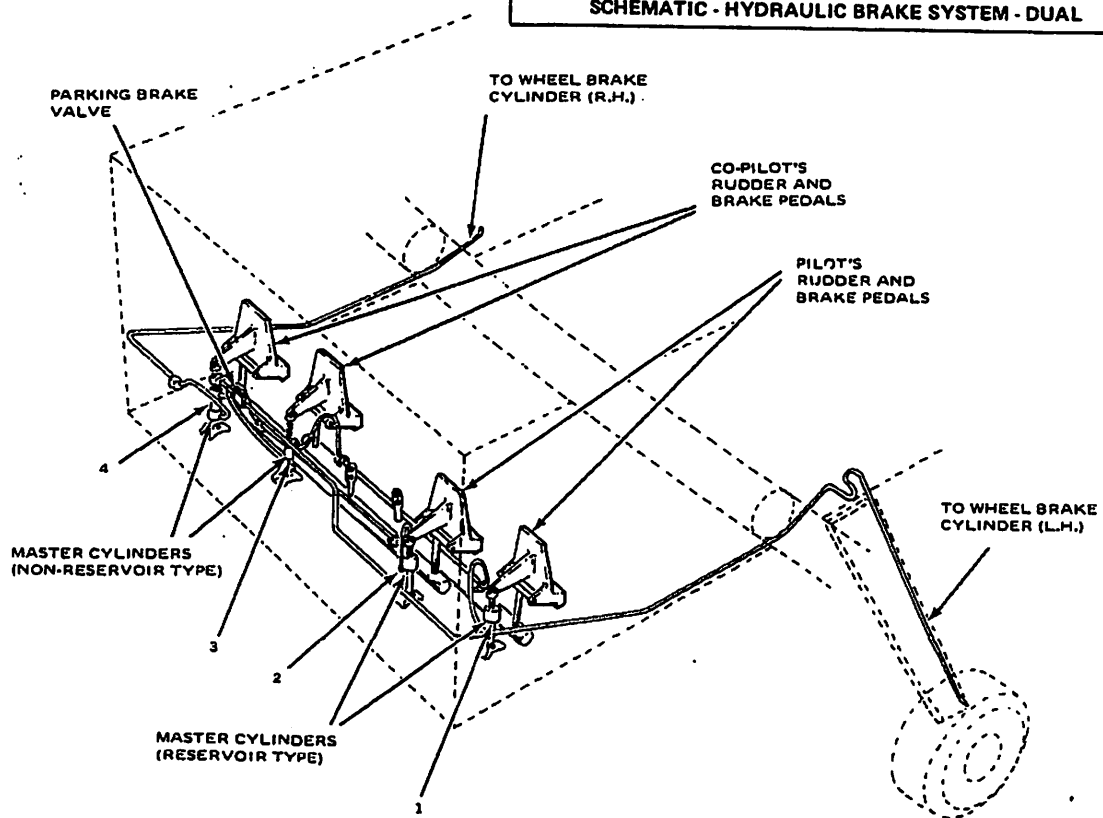 SCHEMATIC - HYDRAULIC BRAKE SYSTEM - DUAL
PARKING BRAKE
VALVE
TO WHEEL BRAKE
CYLINDER (R.H.)
CO-PILOT'S
RUDDER AND
BRAKE PEDALS
PILOT'S
RUDDER AND
BRAKE PEDALS
4
MASTER CYLINDERS
(NON-RESERVOIR TYPE)
3
2
TO WHEEL BRAKE
CYLINDER (L.H.)
MASTER CYLINDERS
(RESERVOIR TYPE)
1